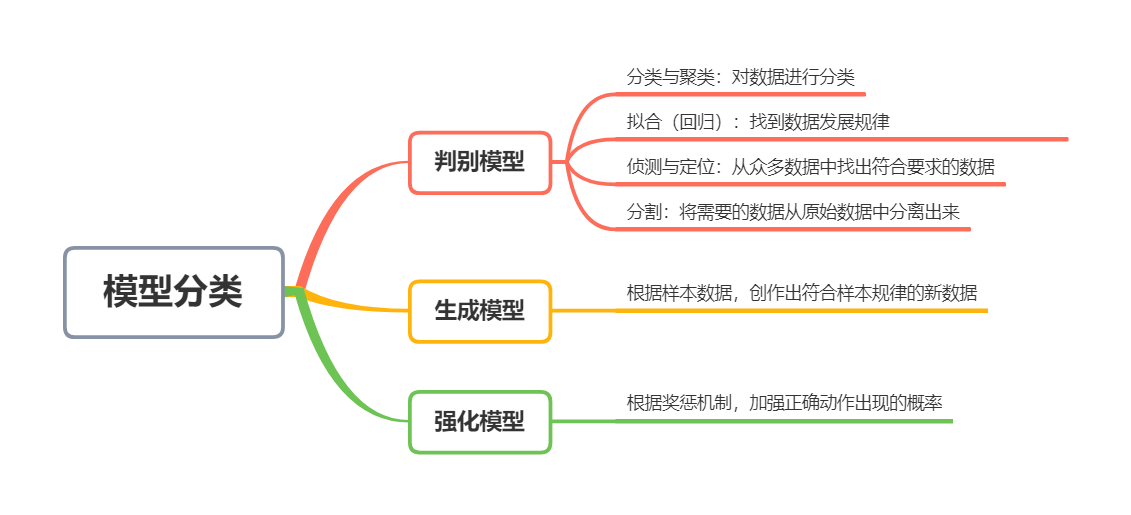 模型分类
判别模型
分类与聚类：对数据进行分类
拟合（回归）：找到数据发展规律
侦测与定位：从众多数据中找出符合要求的数据
分割：将需要的数据从原始数据中分离出来
生成模型
根据样本数据，创作出符合样本规律的新数据
强化模型
根据奖惩机制，加强正确动作出现的概率